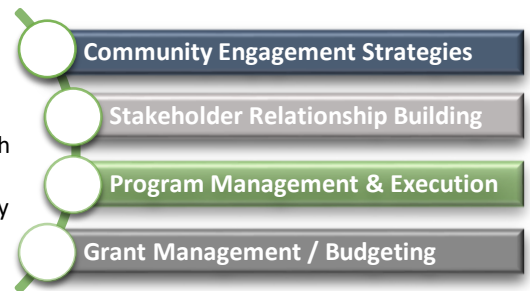 Community Engagement Strategies
Stakeholder Relationship Building
h
Program Management & Execution
y
Grant Management / Budgeting